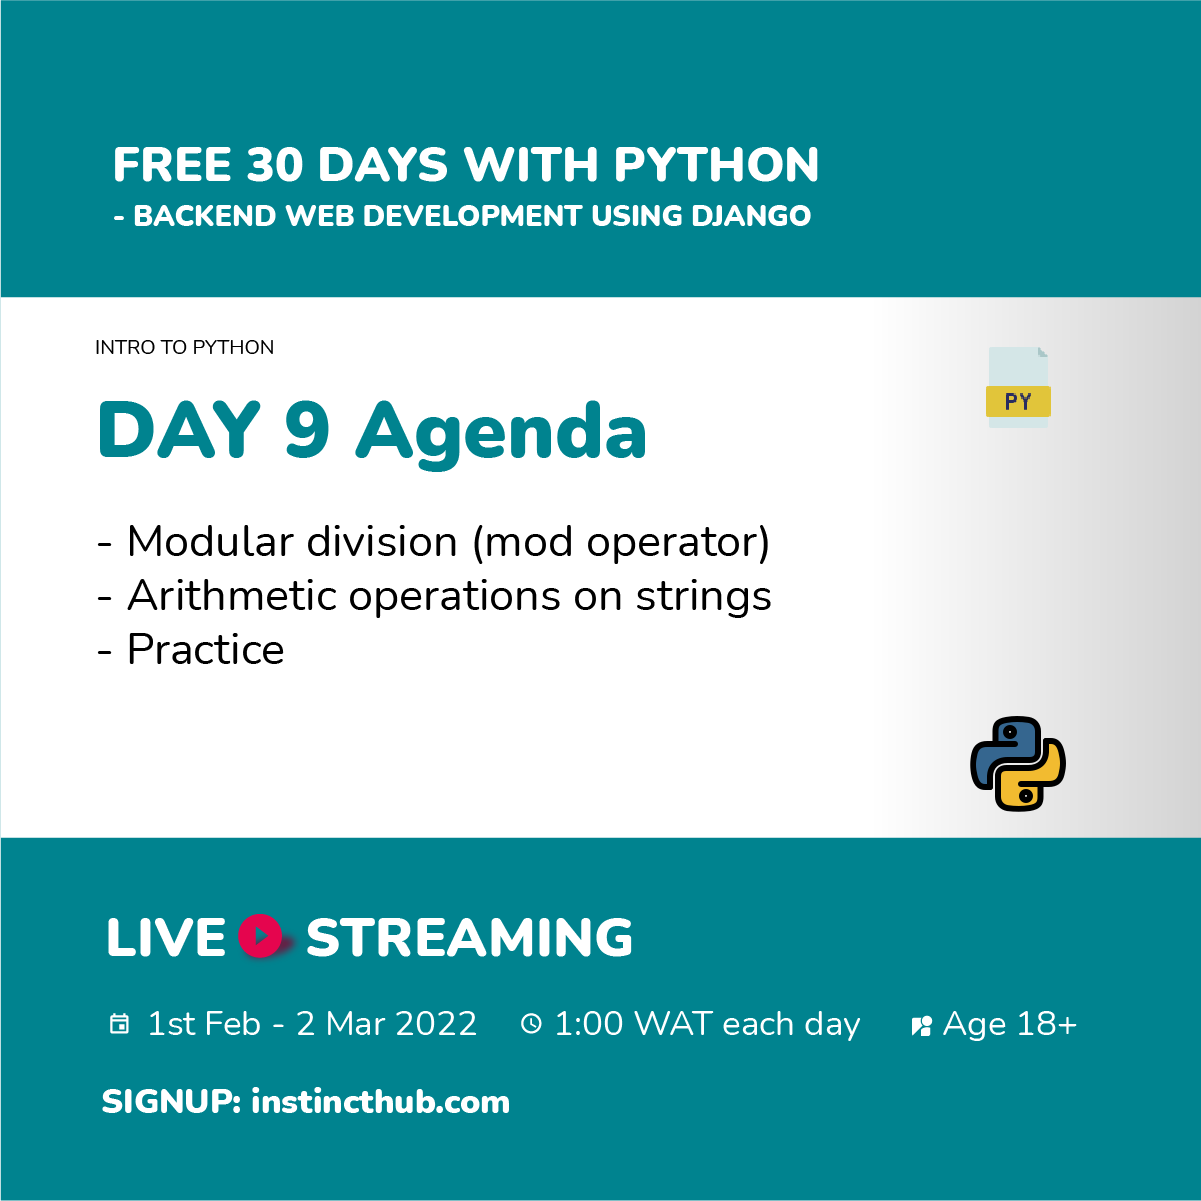 FREE 30 DAYS WITH PYTHON
- BACKEND WEB DEVELOPMENT USING DJANGO
INTRO TO PYTHON
PY
DAY 9 Agenda
- Modular division (mod operator)
- Arithmetic operations on strings
- Practice
LIVE STREAMING
1st Feb - 2 Mar 2022 1:00 WAT each day Age 18+
SIGNUP: instincthub.com